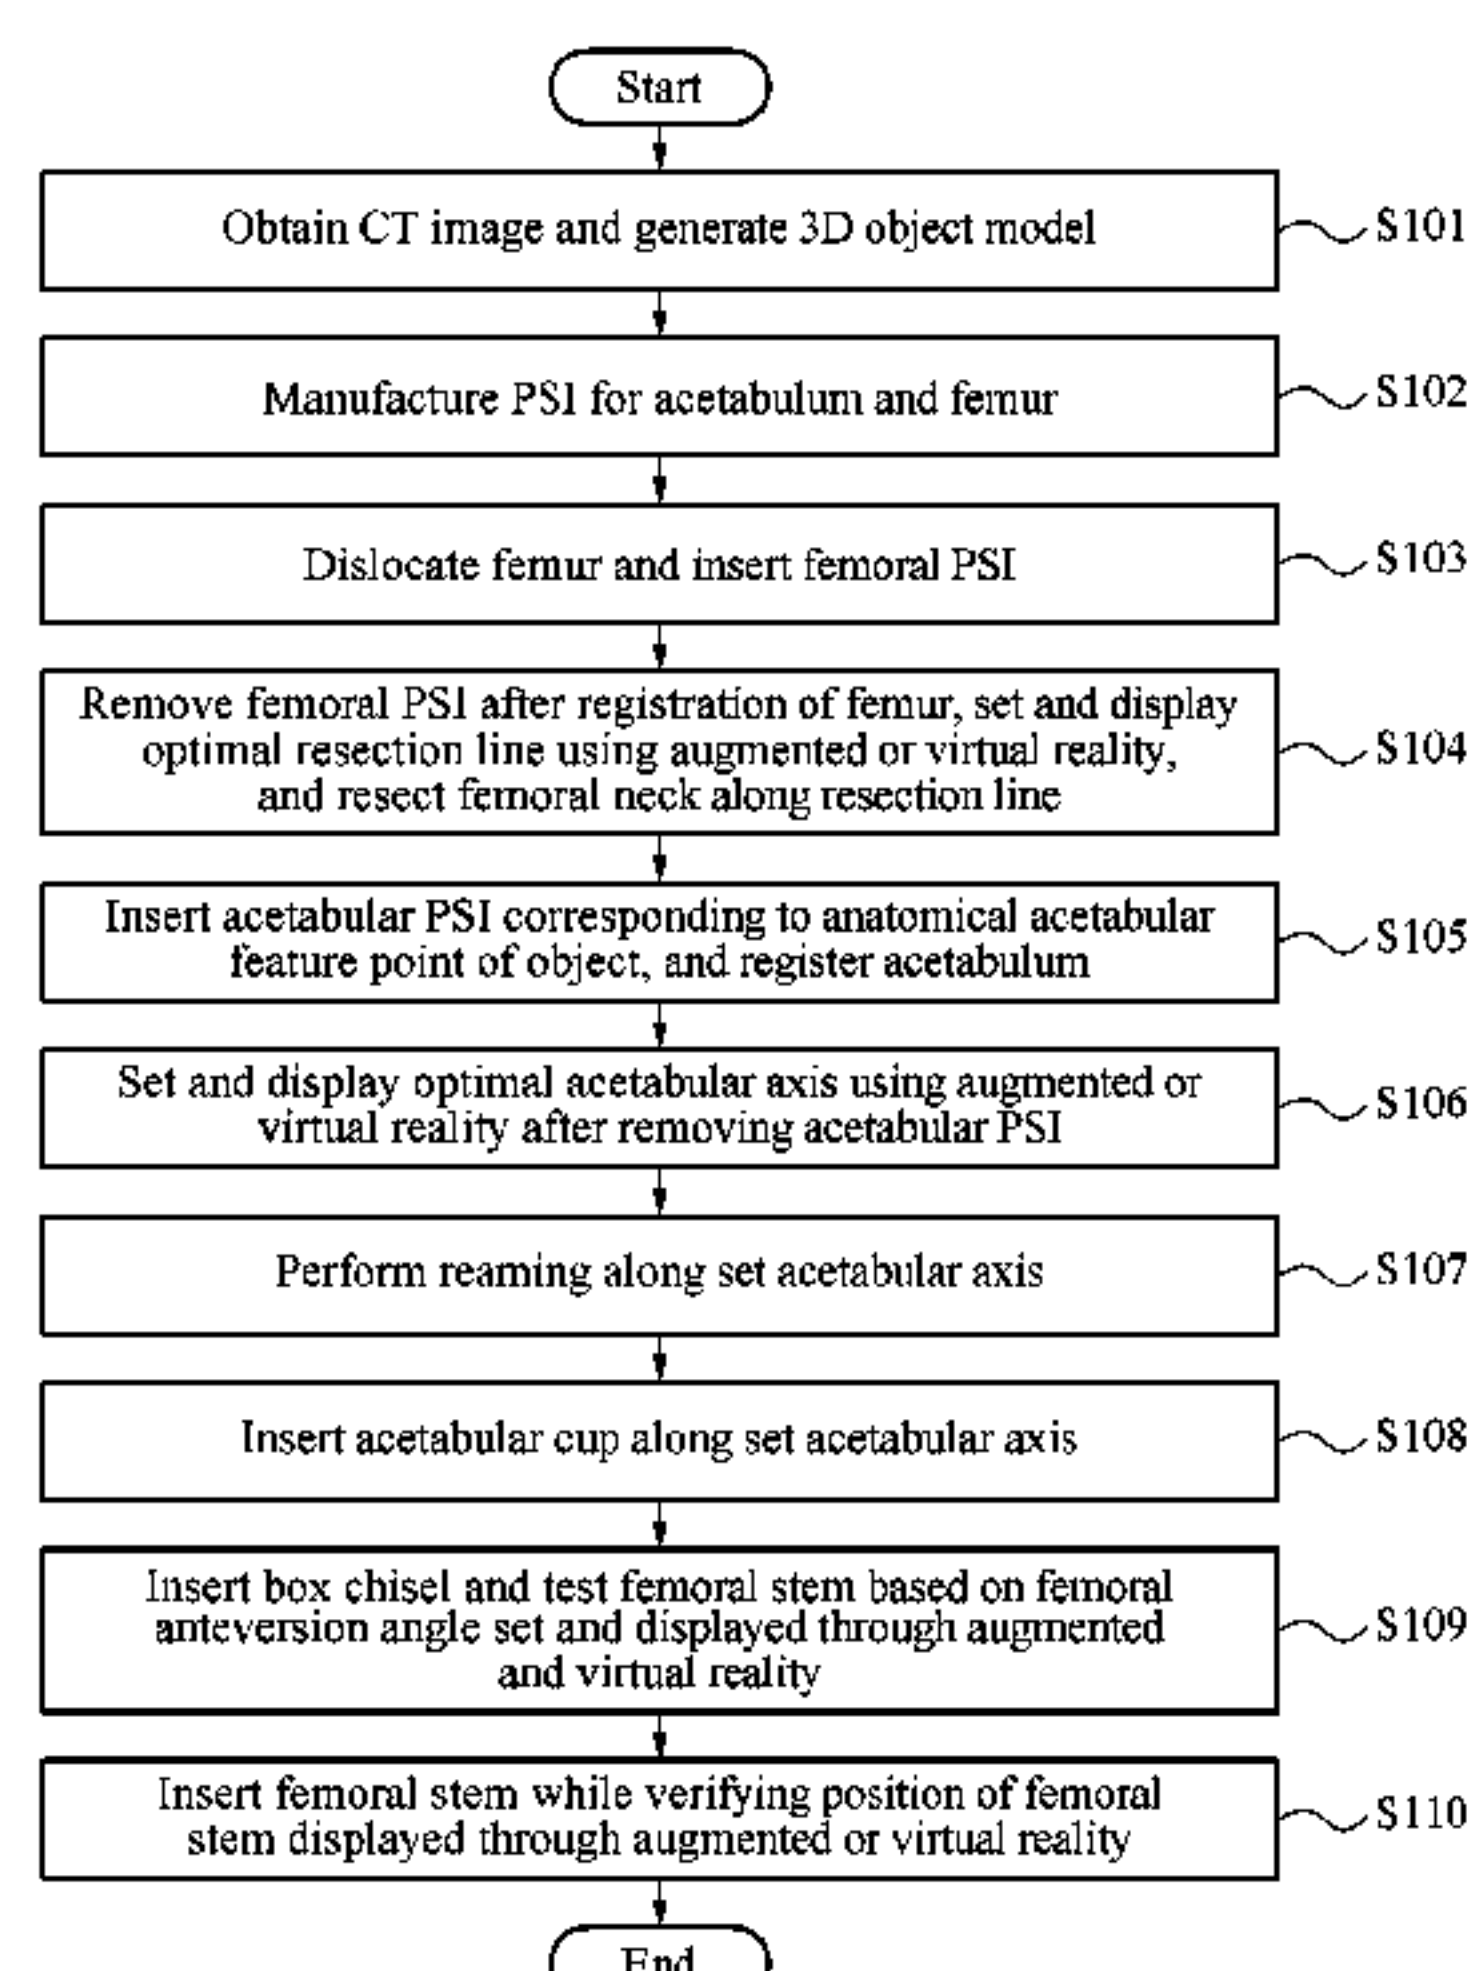 Start
Obtain CT image and generate 3D object model
S101
Manufacture PSI for acetabulum and femur
S102
Dislocate femur and insert femoral PSI
S103
Remove femoral PSI after registration of femur, set and display
optimal resection line using augmented or virtual reality,
and resect femoral neck along resection line
S104
Insert acetabular PSI corresponding to anatomical acetabular
feature point of object, and register acetabulum
S105
Set and display optimal acetabular axis using augmented or
virtual reality after removing acetabular PSI
S106
Perform reaming along set acetabular axis
S107
Insert acetabular cup along set acetabular axis
S108
Insert box chisel and test femoral stem based on femoral
anteversion angle set and displayed through augmented
and virtual reality
S109
Insert femoral stem while verifying position of femoral
stem displayed through augmented or virtual reality
S110
End